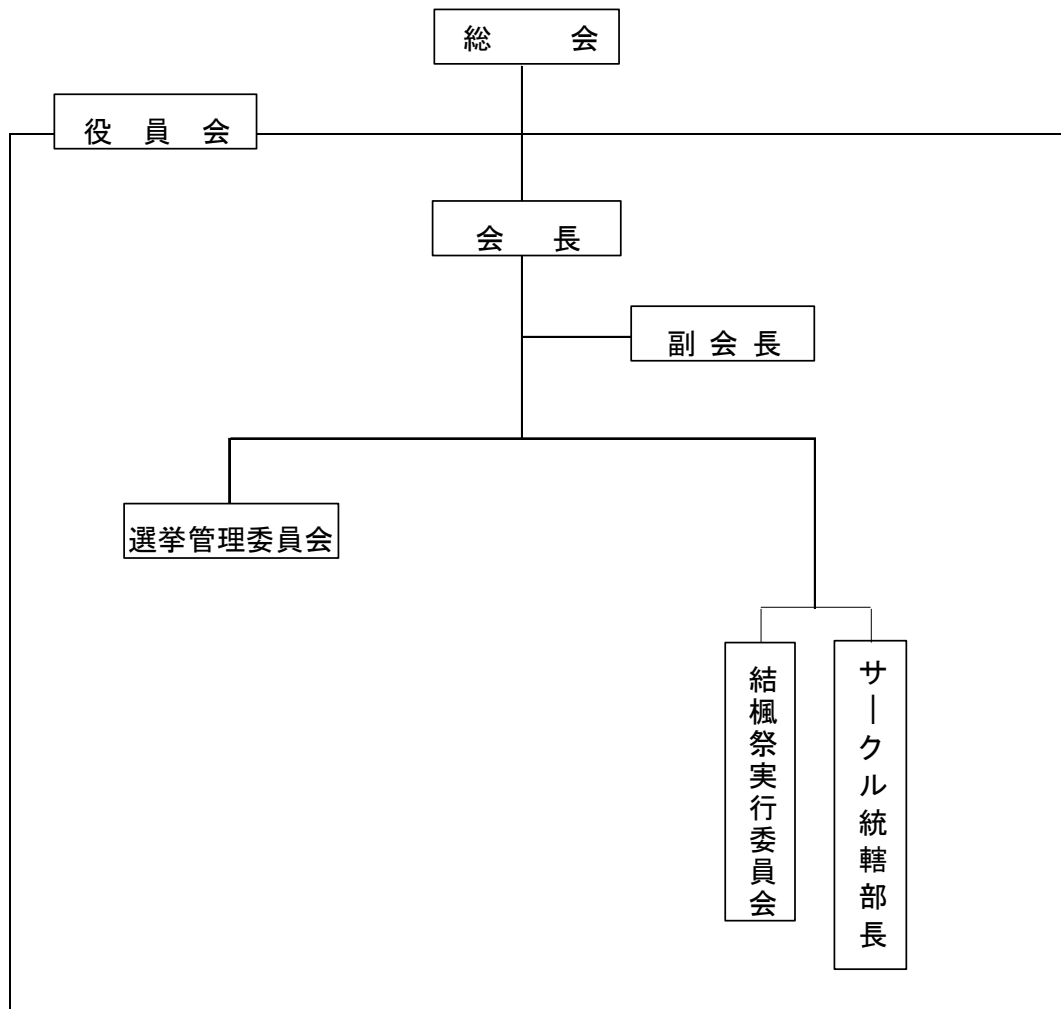 総　会
役　員　会
会　長
副 会 長
選挙管理委員会
結楓祭実行委員会
サークル統轄部長